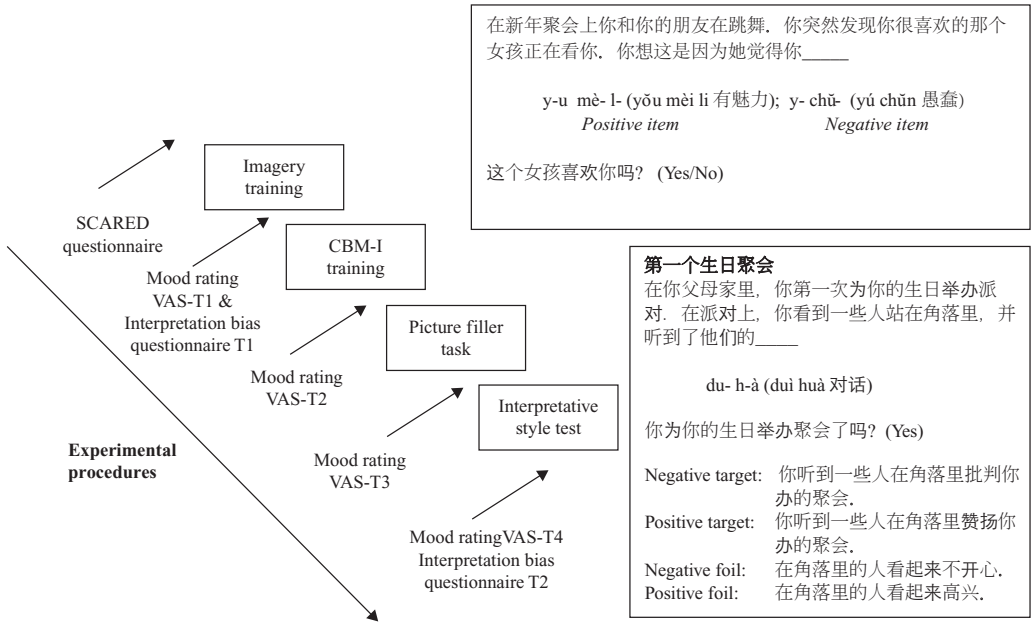 在新年聚会上你和你的朋友在跳舞. 你突然发现你很喜欢的那个
女孩正在看你. 你想这是因为她觉得你_____
y-u mè- l- (yǒu mèi li 有魅力); y- chǔ- (yú chǔn 愚蠢)
Positive item
Negative item
这个女孩喜欢你吗? (Yes/No)
Imagery
training
SCARED
questionnaire
CBM-I
training
Mood rating
VAS-T1 &
Interpretation bias
questionnaire T1
Picture filler
task
Mood rating
VAS-T2
Interpretative
style test
Experimental
procedures
Mood rating
VAS-T3
Mood ratingVAS-T4
Interpretation bias
questionnaire T2
第一个生日聚会
在你父母家里, 你第一次为你的生日举办派
对. 在派对上, 你看到一些人站在角落里, 并
听到了他们的____
du- h-à (duì huà 对话)
你为你的生日举办聚会了吗? (Yes)
Negative target: 你听到一些人在角落里批判你
办的聚会.
Positive target: 你听到一些人在角落里赞扬你
办的聚会.
Negative foil: 在角落里的人看起来不开心.
Positive foil: 在角落里的人看起来高兴.